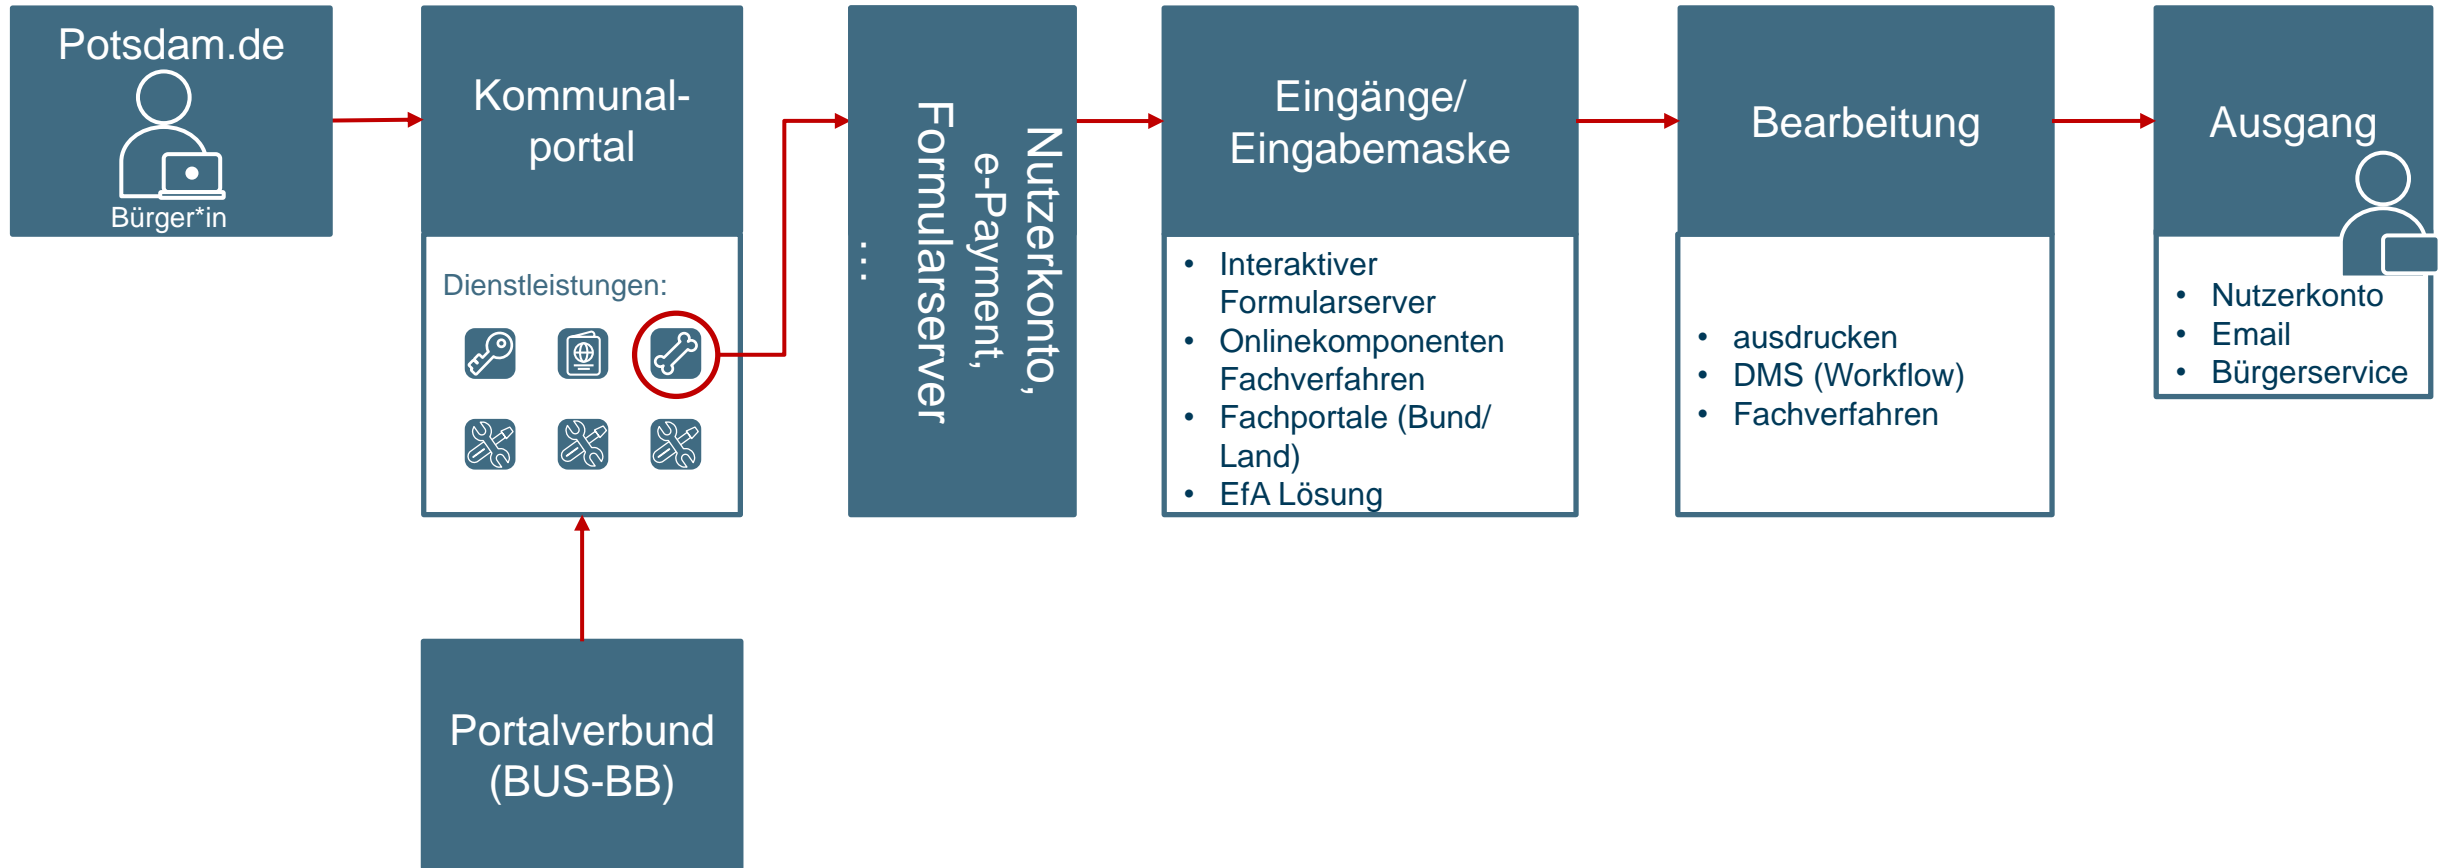 Potsdam.de
Bürger*in
Kommunal-
portal
Dienstleistungen:
Nutzerkonto,
e-Payment,
Formularserver
...
Eingänge/
Eingabemaske
• Interaktiver
Formularserver
• Onlinekomponenten
Fachverfahren
• Fachportale (Bund/
Land)
• EfA Lösung
Bearbeitung
• ausdrucken
• DMS (Workflow)
• Fachverfahren
Ausgang
• Nutzerkonto
• Email
• Bürgerservice
Portalverbund
(BUS-BB)